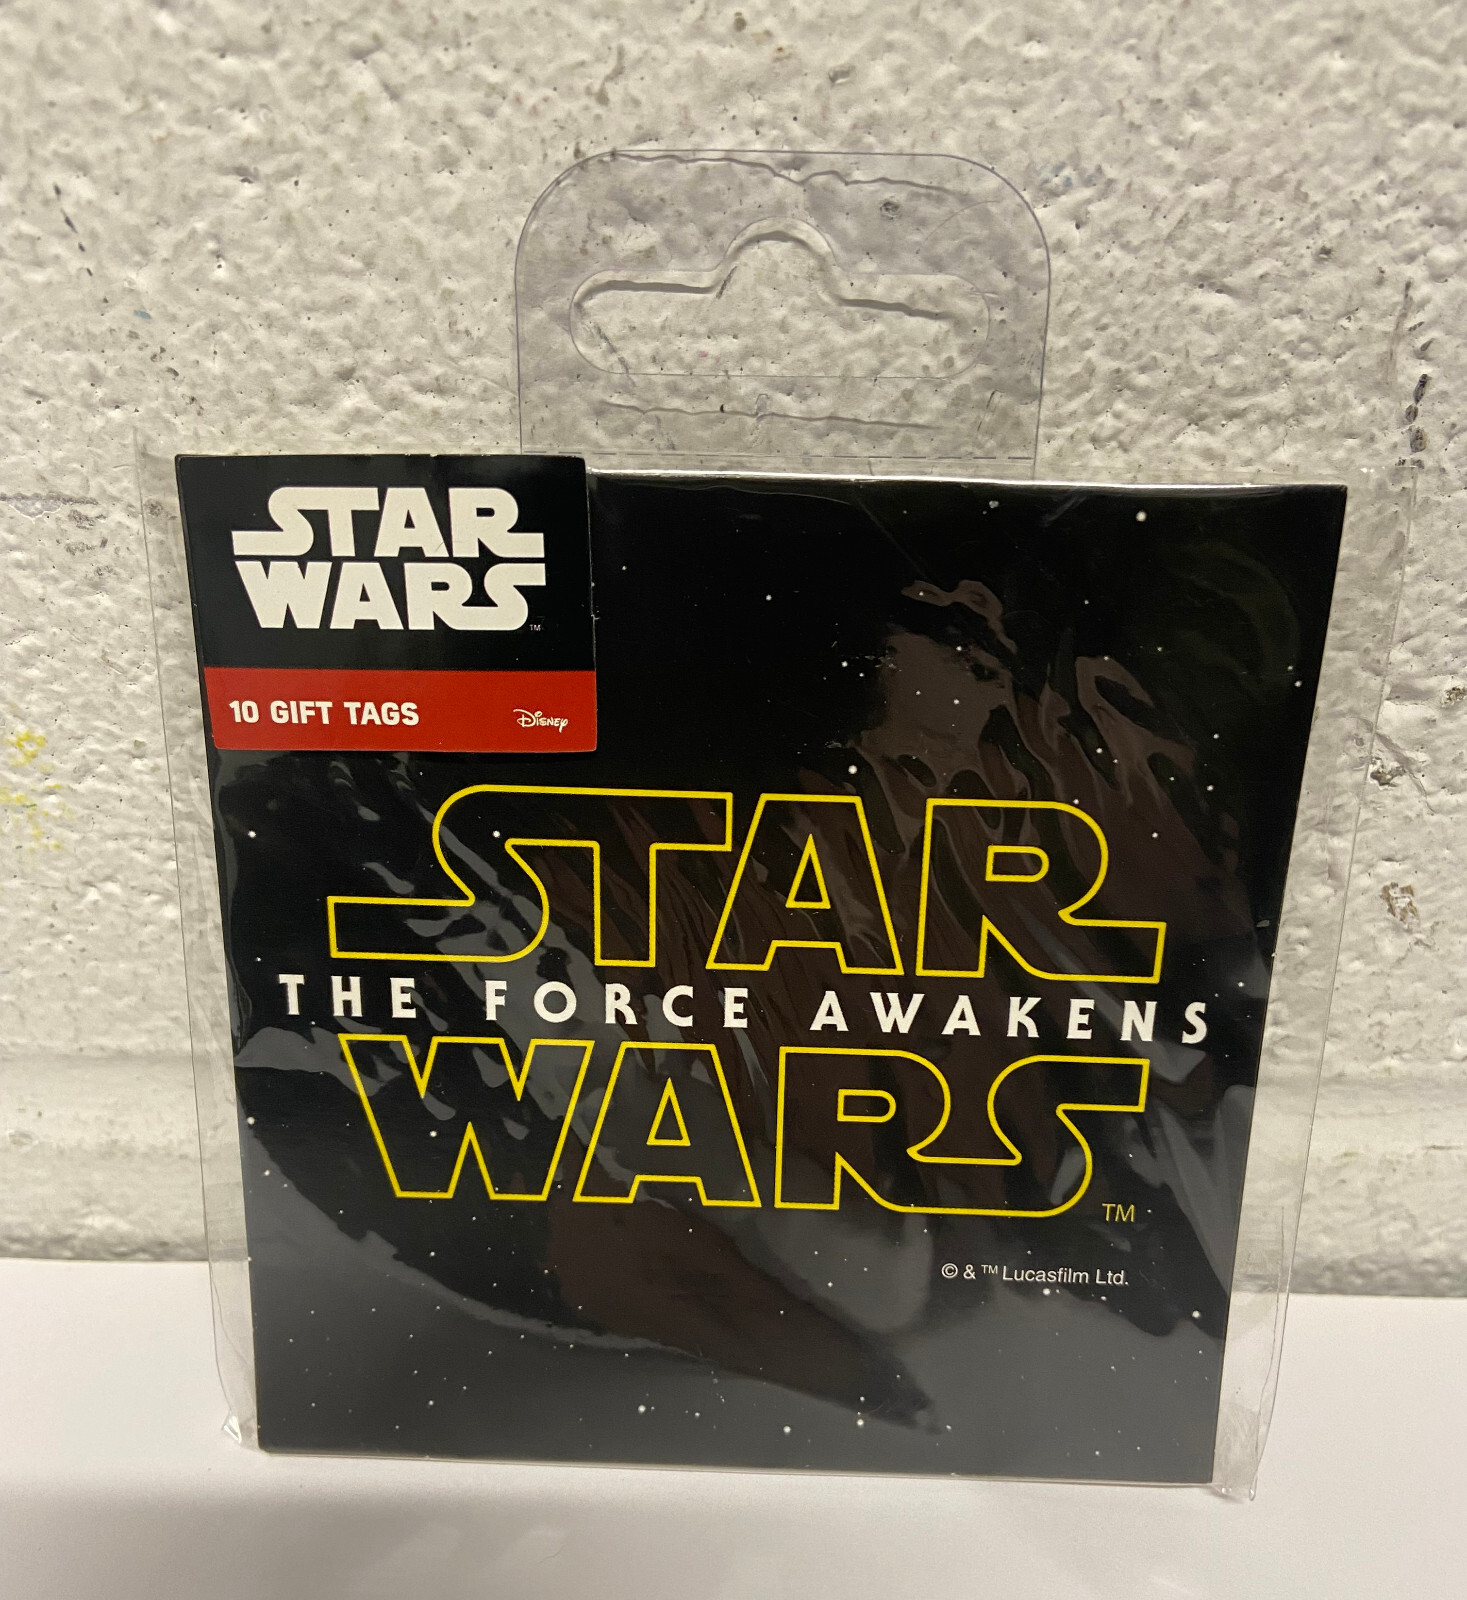 STAR
WARS
TM
10 GIFT TAGS
Disney
STAR
THE FORCE AWAKENS
WARS
TM
© & TM Lucasfilm Ltd.